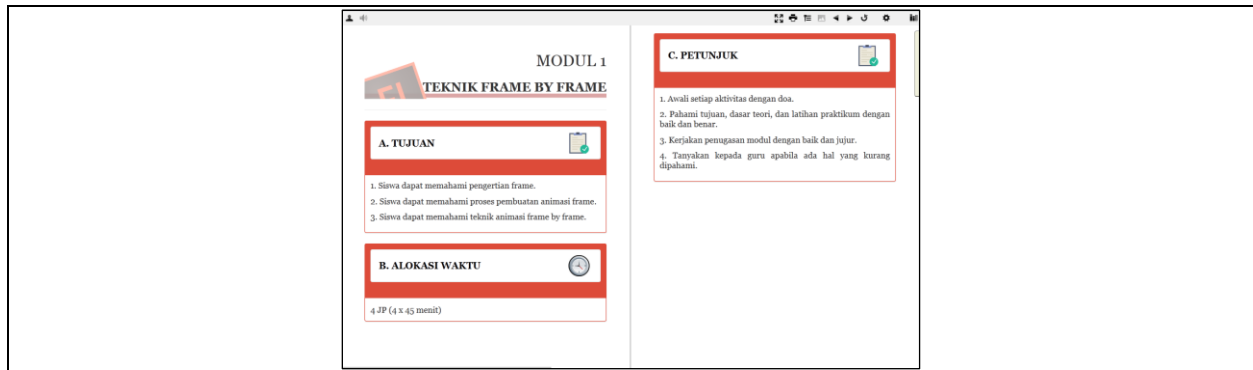 MODUL 1
TEKNIK FRAME BY FRAME
A. TUJUAN
1. Siswa dapat memahami pengertian frame.
2. Siswa dapat memahami proses pembuatan animasi frame.
3. Siswa dapat memahami teknik animasi frame by frame.
B. ALOKASI WAKTU
4 JP (4 x 45 menit)
C. PETUNJUK
1. Awali setiap aktivitas dengan doa.
2. Pahami tujuan, dasar teori, dan latihan praktikum dengan
baik dan benar.
3. Kerjakan penugasan modul dengan baik dan jujur.
4. Tanyakan kepada guru apabila ada hal yang kurang
dipahami.